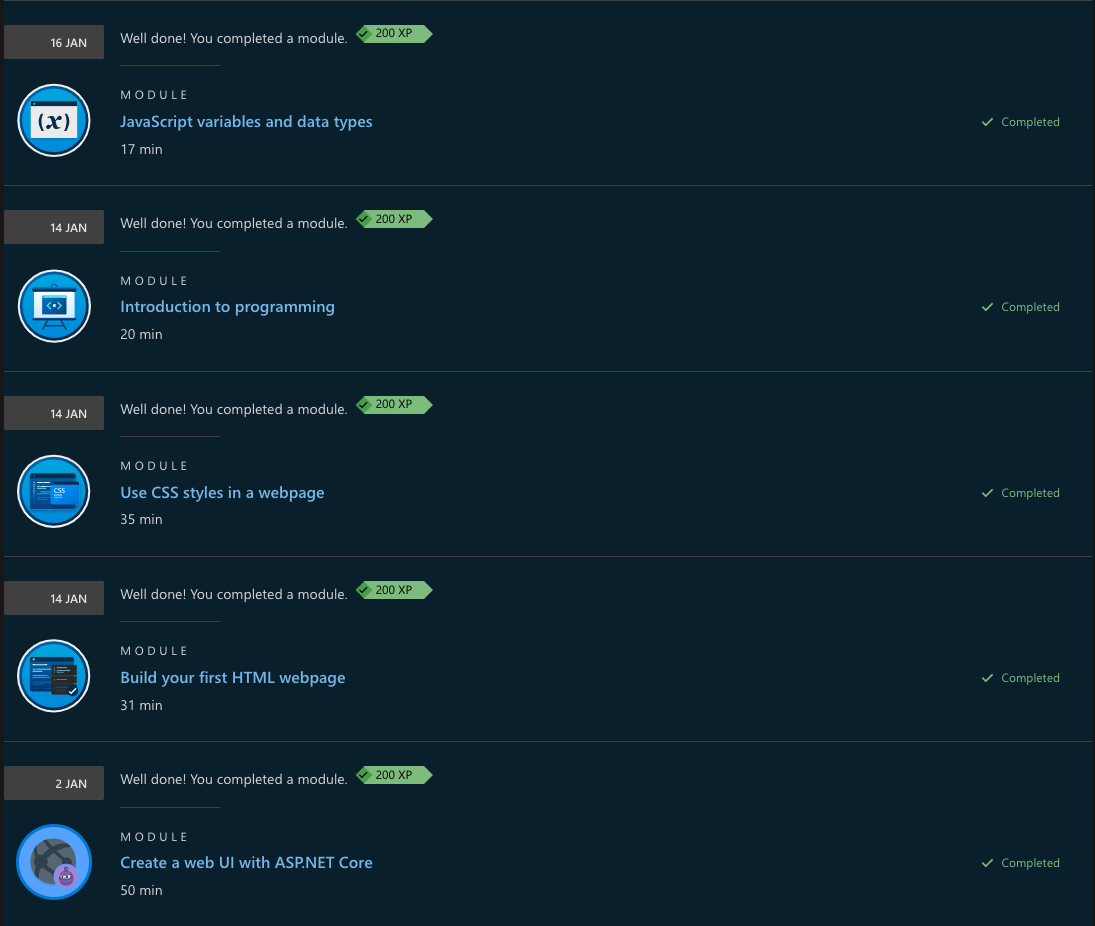 16 JAN
Well done! You completed a module. 200 XP
MODULE
(x)
JavaScript variables and data types
Completed
17 min
14 JAN
Well done! You completed a module. 200 XP
MODULE
Introduction to programming
Completed
20 min
14 JAN
Well done! You completed a module. 200 XP
MODULE
CSS
Use CSS styles in a webpage
Completed
35 min
14 JAN
Well done! You completed a module. 200 XP
MODULE
Build your first HTML webpage
Completed
31 min
2 JAN
Well done! You completed a module. 200 XP
MODULE
Create a web UI with ASP.NET Core
Completed
50 min